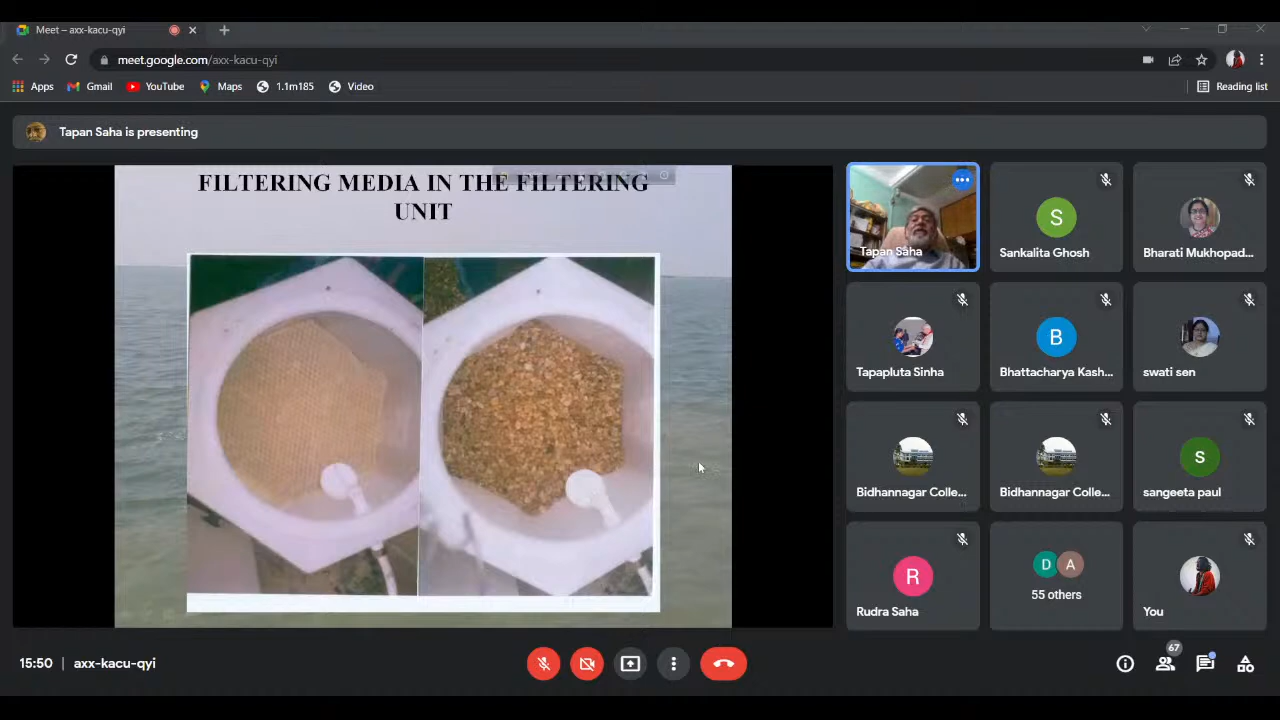 Meet – axx-kacu-qyi
meet.google.com/axx-kacu-qyi
Apps
Gmail
YouTube
Maps
1.1m185
Video
Reading list
Tapan Saha is presenting
FILTERING MEDIA IN THE FILTERING
UNIT
Tapan Saha
S
Sankalita Ghosh
Bharati Mukhopad...
Tapapluta Sinha
B
Bhattacharya Kash...
swati sen
Bidhannagar Colle...
Bidhannagar Colle...
S
sangeeta paul
R
Rudra Saha
D
A
55 others
You
15:50 | axx-kacu-qyi
67